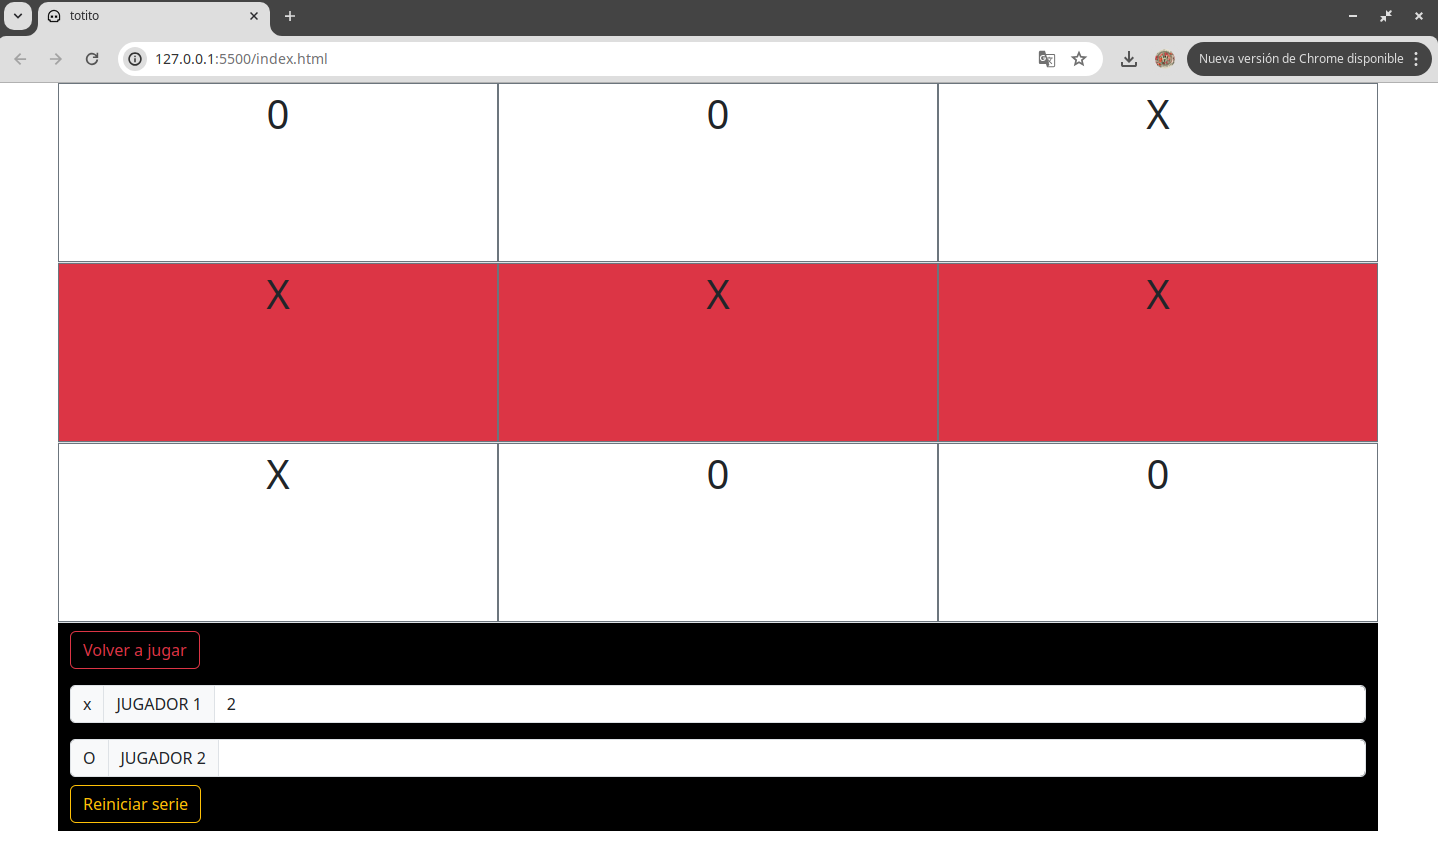 totito
127.0.0.1:5500/index.html
Nueva versión de Chrome disponible
0 0 X
X X X
X 0 0
Volver a jugar
x JUGADOR 1 2
O JUGADOR 2
Reiniciar serie